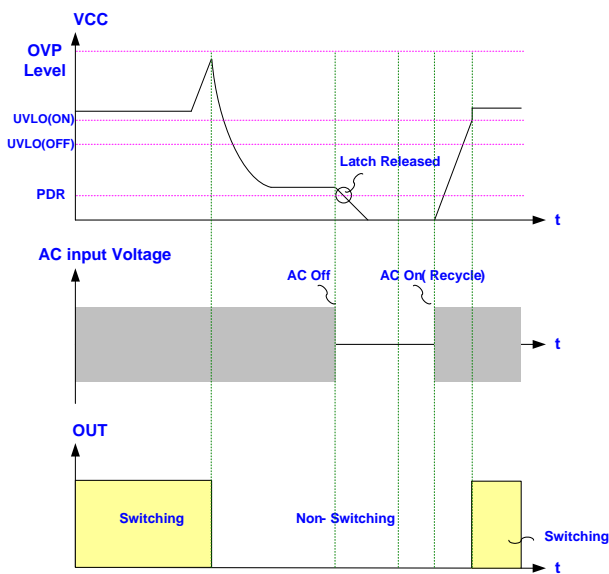 VCC
OVP
Level
UVLO(ON)
UVLO(OFF)
Latch Released
PDR
t
AC input Voltage
AC Off
AC On( Recycle)
t
OUT
Switching
Non- Switching
Switching
t